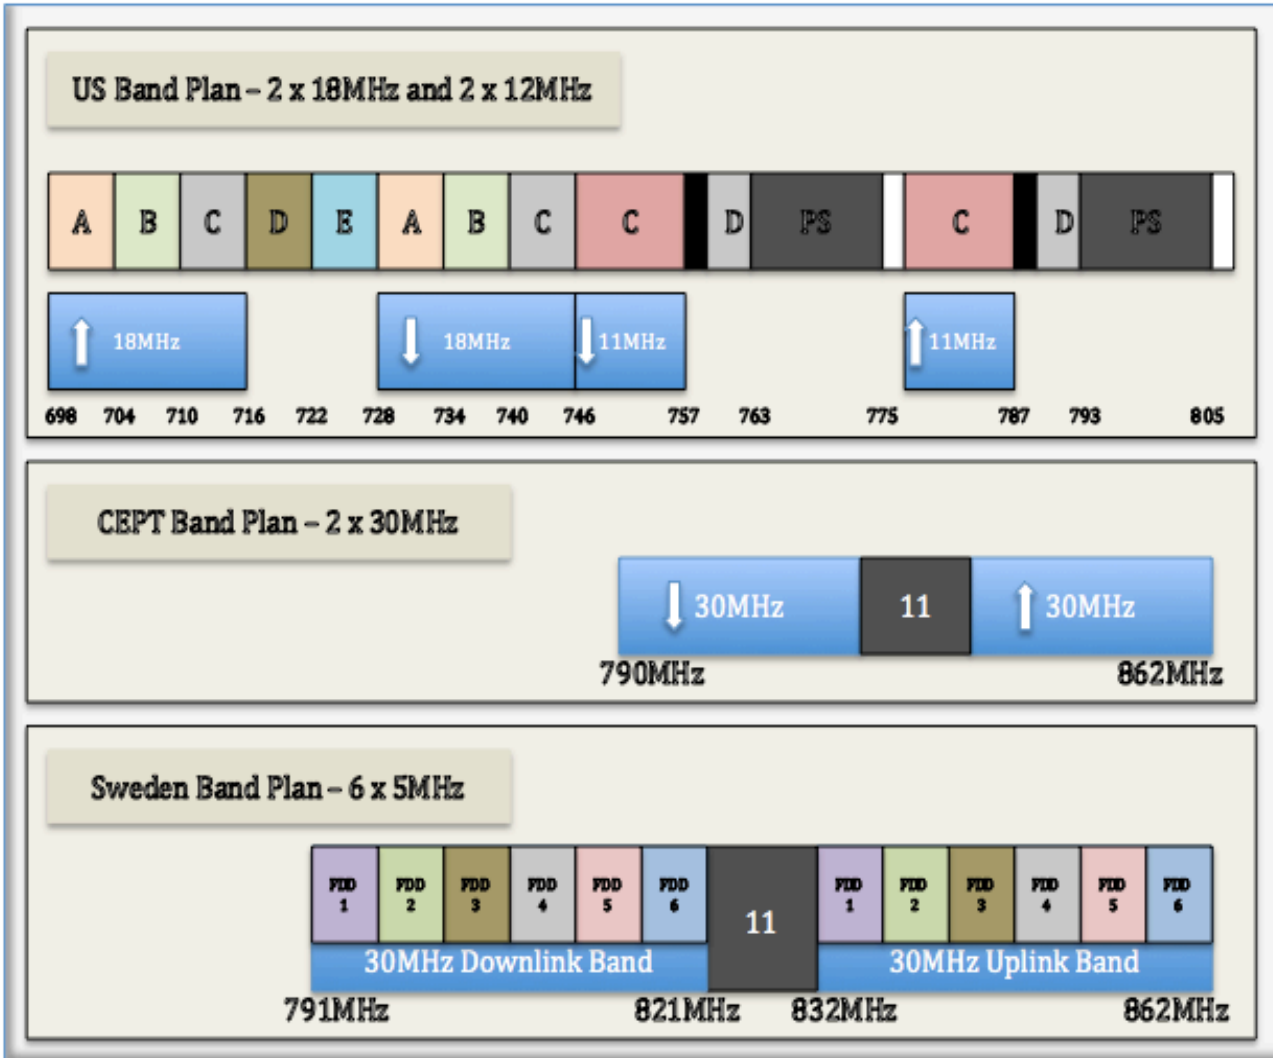 US Band Plan – 2 x 18MHz and 2 x 12MHz
A B C D E A B C C D PS C D PS
18MHz 18MHz 11MHz 11MHz
698 704 710 716 722 728 734 740 746 757 763 775 787 793 805
CEPT Band Plan – 2 x 30MHz
30MHz 11 30MHz
790MHz 862MHz
Sweden Band Plan – 6 x 5MHz
FDD FDD FDD FDD FDD FDD FDD FDD FDD FDD FDD FDD
1 2 3 4 5 6 1 2 3 4 5 6
11
30MHz Downlink Band 30MHz Uplink Band
791MHz 821MHz 832MHz 862MHz